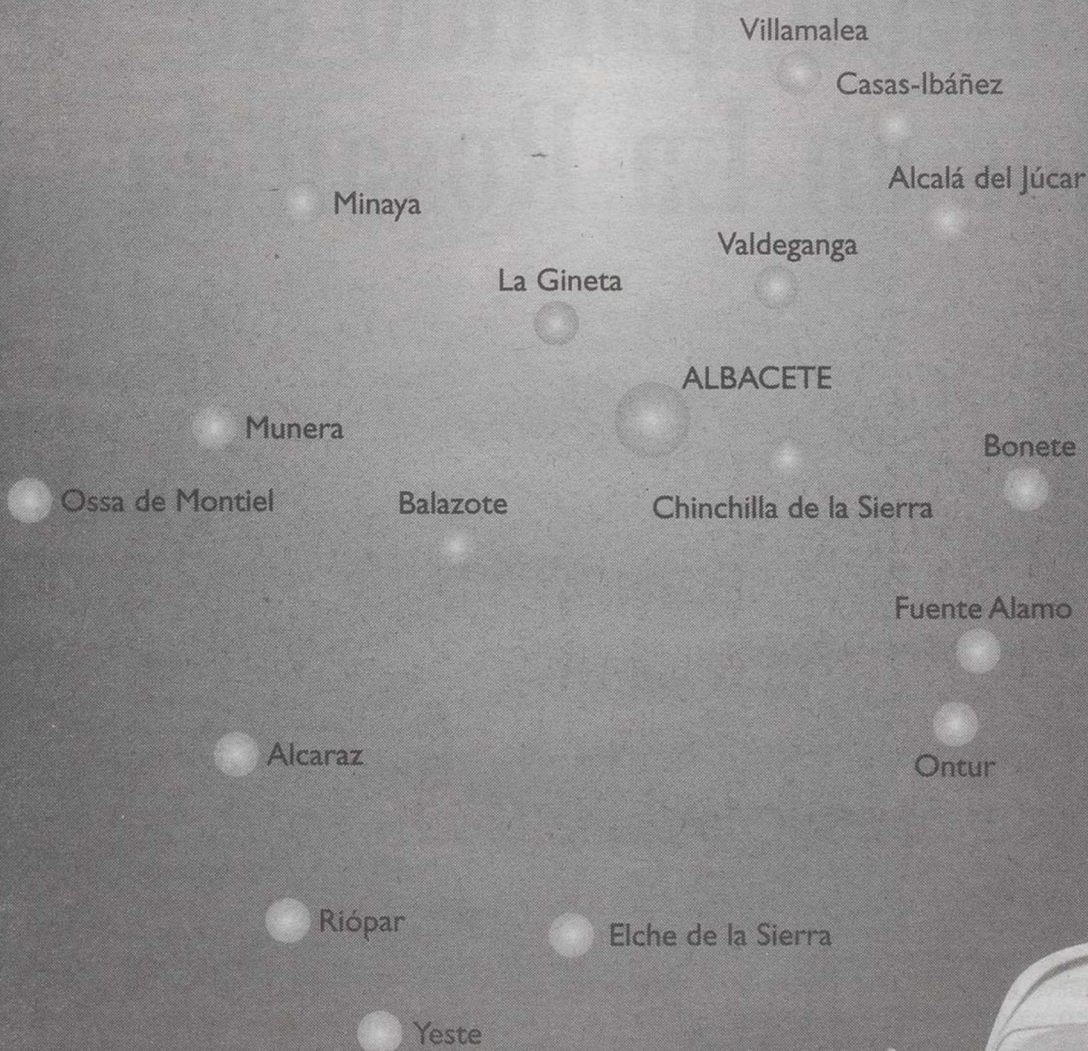 Villamalea
Casas-Ibáñez
Alcalá del Júcar
Minaya
Valdeganga
La Gineta
ALBACETE
Munera
Bonete
Ossa de Montiel
Balazote
Chinchilla de la Sierra
Fuente Alamo
Alcaraz
Ontur
Riópar
Elche de la Sierra
Yeste